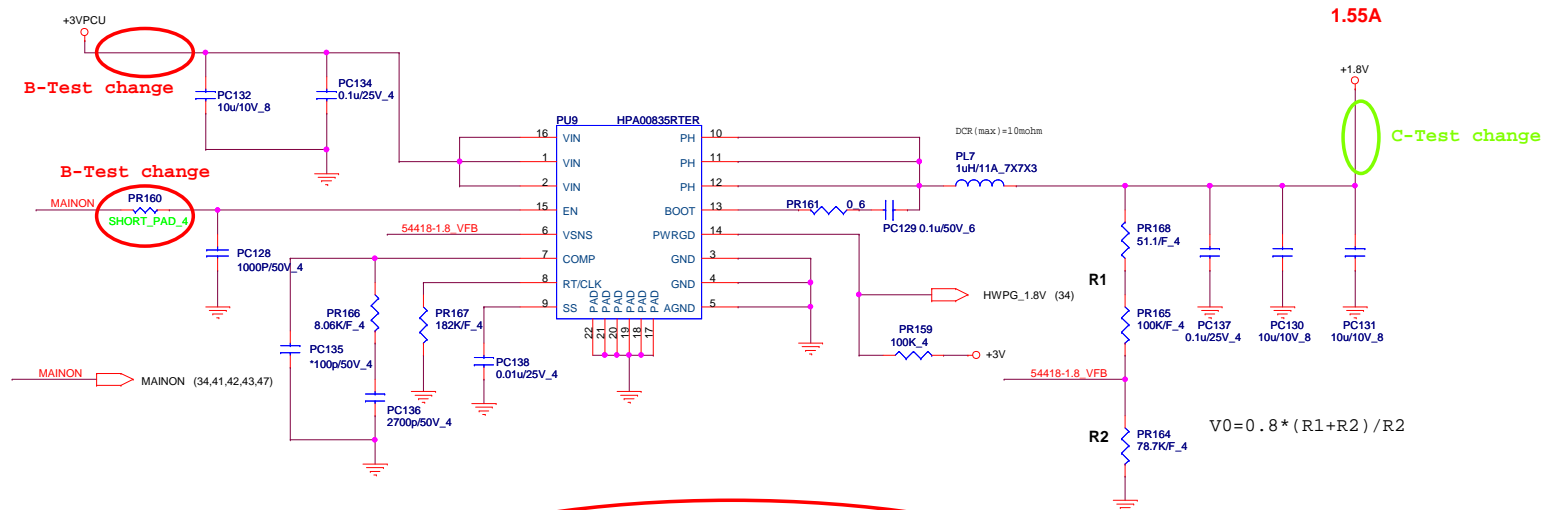 1.55A
+3VPCU
+1.8V
B-Test change
PC132
10u/10V_8
PC134
0.1u/25V_4
C-Test change
PU9
HPA00835RTER
16
VIN
1
VIN
2
VIN
15
EN
6
VSNS
7
COMP
8
RT/CLK
9
SS
PH
10
PH
11
PH
12
BOOT
13
PWRGD
14
GND
3
GND
4
AGND
5
PAD
PAD
PAD
PAD
PAD
PAD
22
21
20
19
18
17
DCR(max)=10mohm
PL7
1uH/11A_7X7X3
B-Test change
MAINON
PR160
SHORT_PAD_4
PR161
0_6
PC129 0.1u/50V_6
54418-1.8_VFB
PC128
1000P/50V_4
PR168
51.1/F_4
R1
HWPG_1.8V (34)
PR166
8.06K/F_4
PR167
182K/F_4
PR165
100K/F_4
PC137
0.1u/25V_4
PC130
10u/10V_8
PC131
10u/10V_8
PR159
100K_4
+3V
PC135
*100p/50V_4
PC138
0.01u/25V_4
MAINON
MAINON (34,41,42,43,47)
54418-1.8_VFB
PC136
2700p/50V_4
R2
PR164
78.7K/F_4
V0=0.8*(R1+R2)/R2